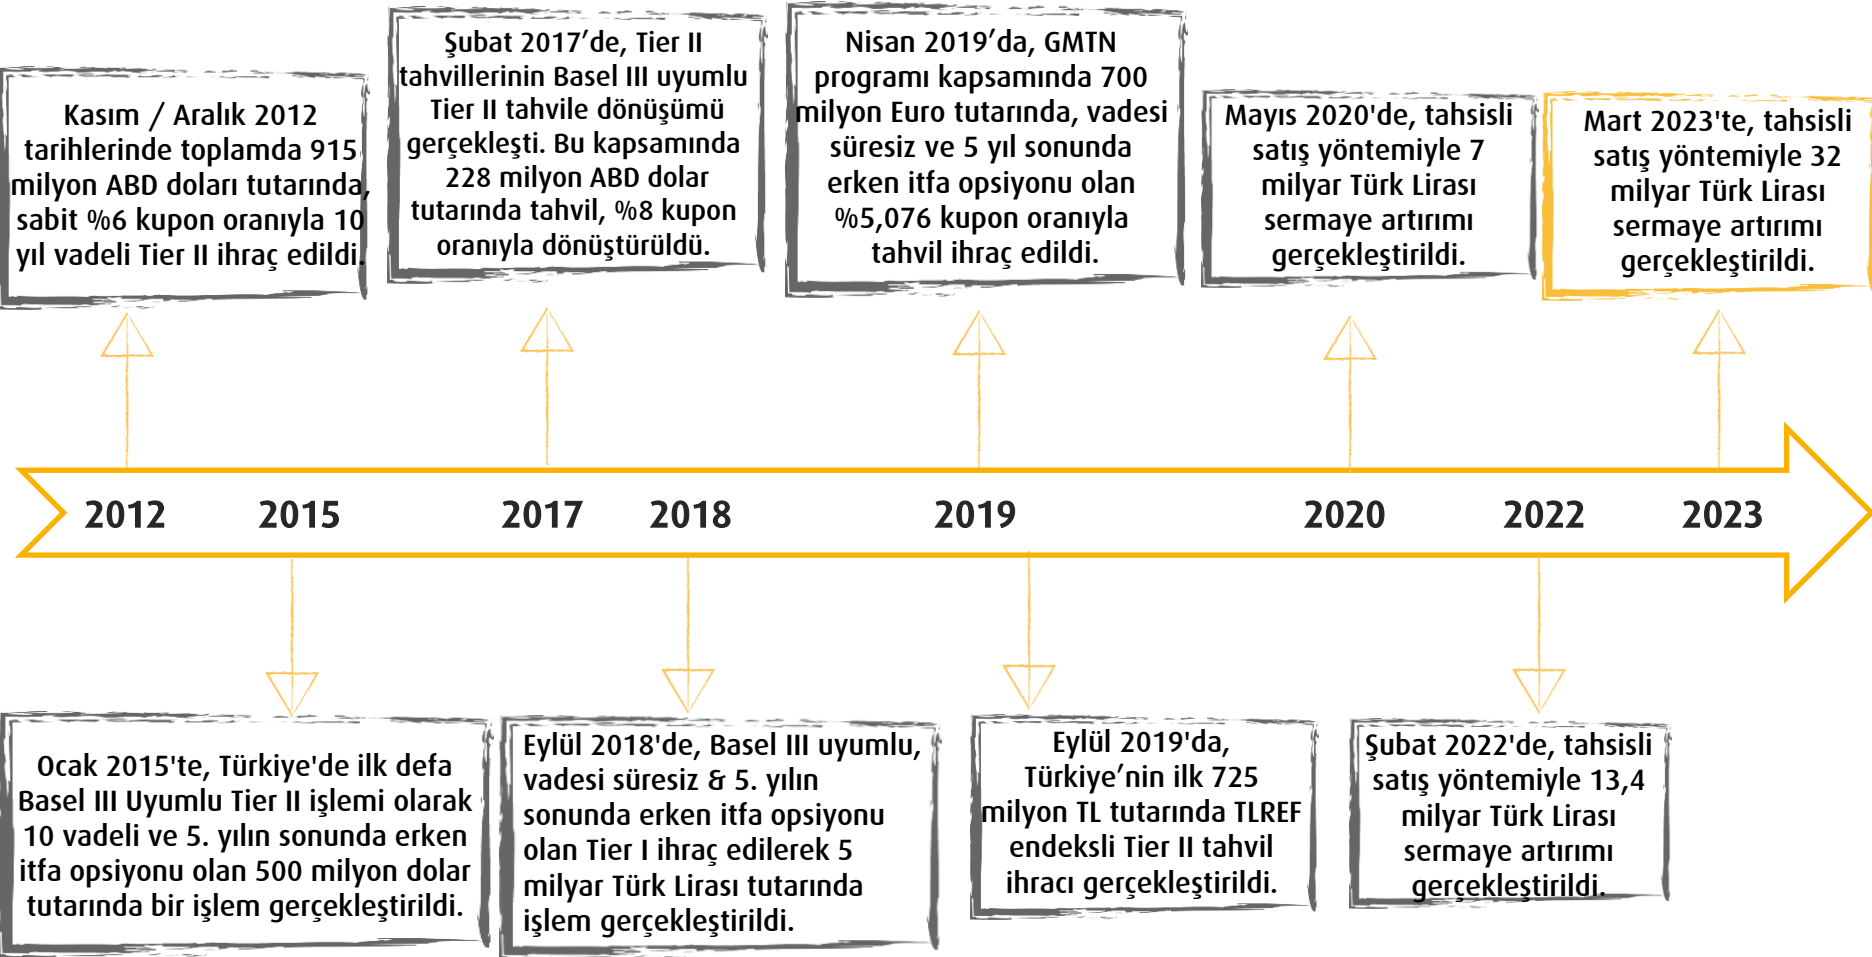 Kasım / Aralık 2012
tarihlerinde toplamda 915
milyon ABD doları tutarında,
sabit %6 kupon oranıyla 10
yıl vadeli Tier II ihraç edildi.
Şubat 2017’de, Tier II
tahvillerinin Basel III uyumlu
Tier II tahvile dönüşümü
gerçekleşti. Bu kapsamında
228 milyon ABD dolar
tutarında tahvil, %8 kupon
oranıyla dönüştürüldü.
Nisan 2019’da, GMTN
programı kapsamında 700
milyon Euro tutarında, vadesi
süresiz ve 5 yıl sonunda
erken itfa opsiyonu olan
%5,076 kupon oranıyla
tahvil ihraç edildi.
Mayıs 2020'de, tahsisli
satış yöntemiyle 7
milyar Türk Lirası
sermaye artırımı
gerçekleştirildi.
Mart 2023'te, tahsisli
satış yöntemiyle 32
milyar Türk Lirası
sermaye artırımı
gerçekleştirildi.
2012 2015 2017 2018 2019 2020 2022 2023
Ocak 2015'te, Türkiye'de ilk defa
Basel III Uyumlu Tier II işlemi olarak
10 vadeli ve 5. yılın sonunda erken
itfa opsiyonu olan 500 milyon dolar
tutarında bir işlem gerçekleştirildi.
Eylül 2018'de, Basel III uyumlu,
vadesi süresiz & 5. yılın
sonunda erken itfa opsiyonu
olan Tier I ihraç edilerek 5
milyar Türk Lirası tutarında
işlem gerçekleştirildi.
Eylül 2019'da,
Türkiye’nin ilk 725
milyon TL tutarında TLREF
endeksli Tier II tahvil
ihracı gerçekleştirildi.
Şubat 2022'de, tahsisli
satış yöntemiyle 13,4
milyar Türk Lirası
sermaye artırımı
gerçekleştirildi.